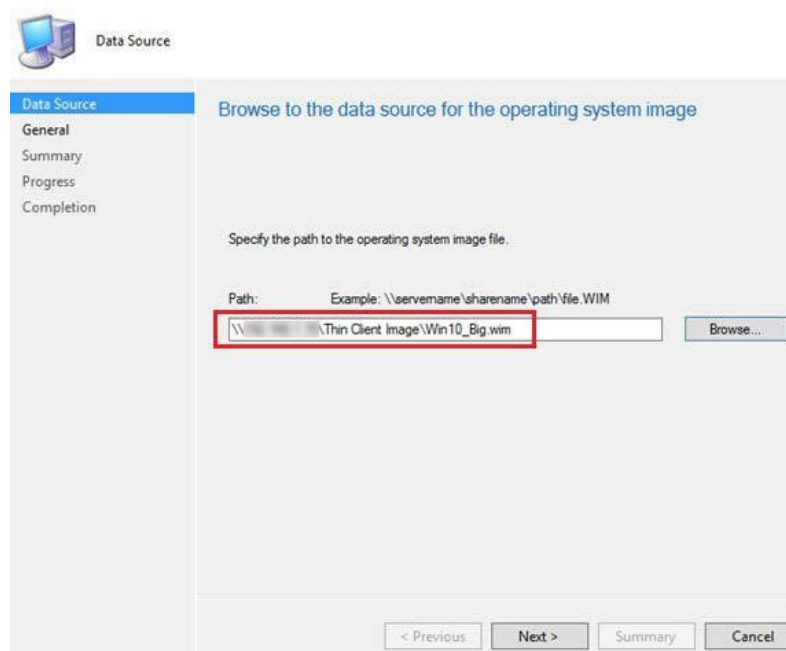 Data Source
Data Source
General
Summary
Progress
Completion
Browse to the data source for the operating system image
Specify the path to the operating system image file.
Path: Example: \\servername\sharename\path\file.WIM
\\ \Thin Client Image\Win10_Big.wim
Browse...
< Previous Next > Summary Cancel